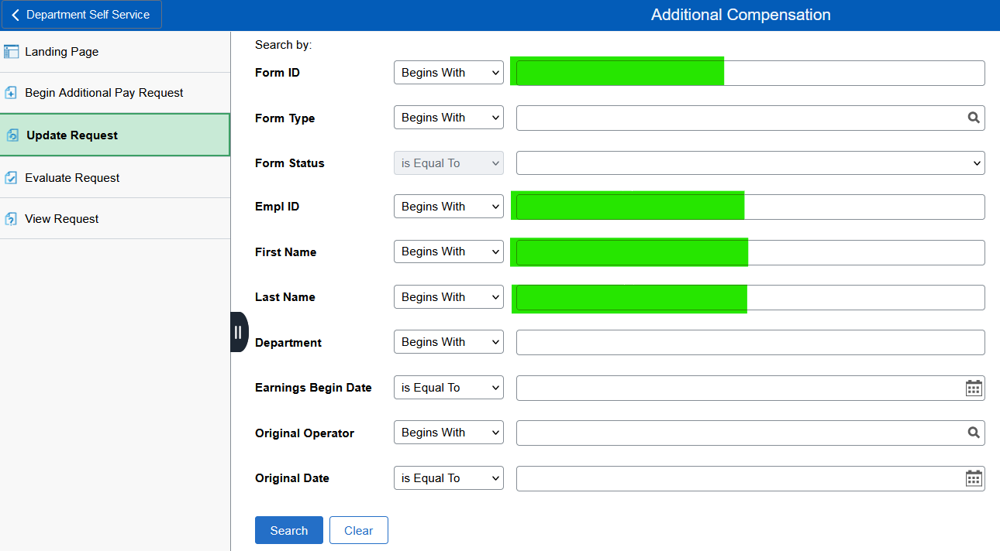 Department Self Service
Additional Compensation
Landing Page
Begin Additional Pay Request
Update Request
Evaluate Request
View Request
Search by:
Form ID Begins With
Form Type Begins With
Form Status is Equal To
Empl ID Begins With
First Name Begins With
Last Name Begins With
Department Begins With
Earnings Begin Date is Equal To
Original Operator Begins With
Original Date is Equal To
Search Clear